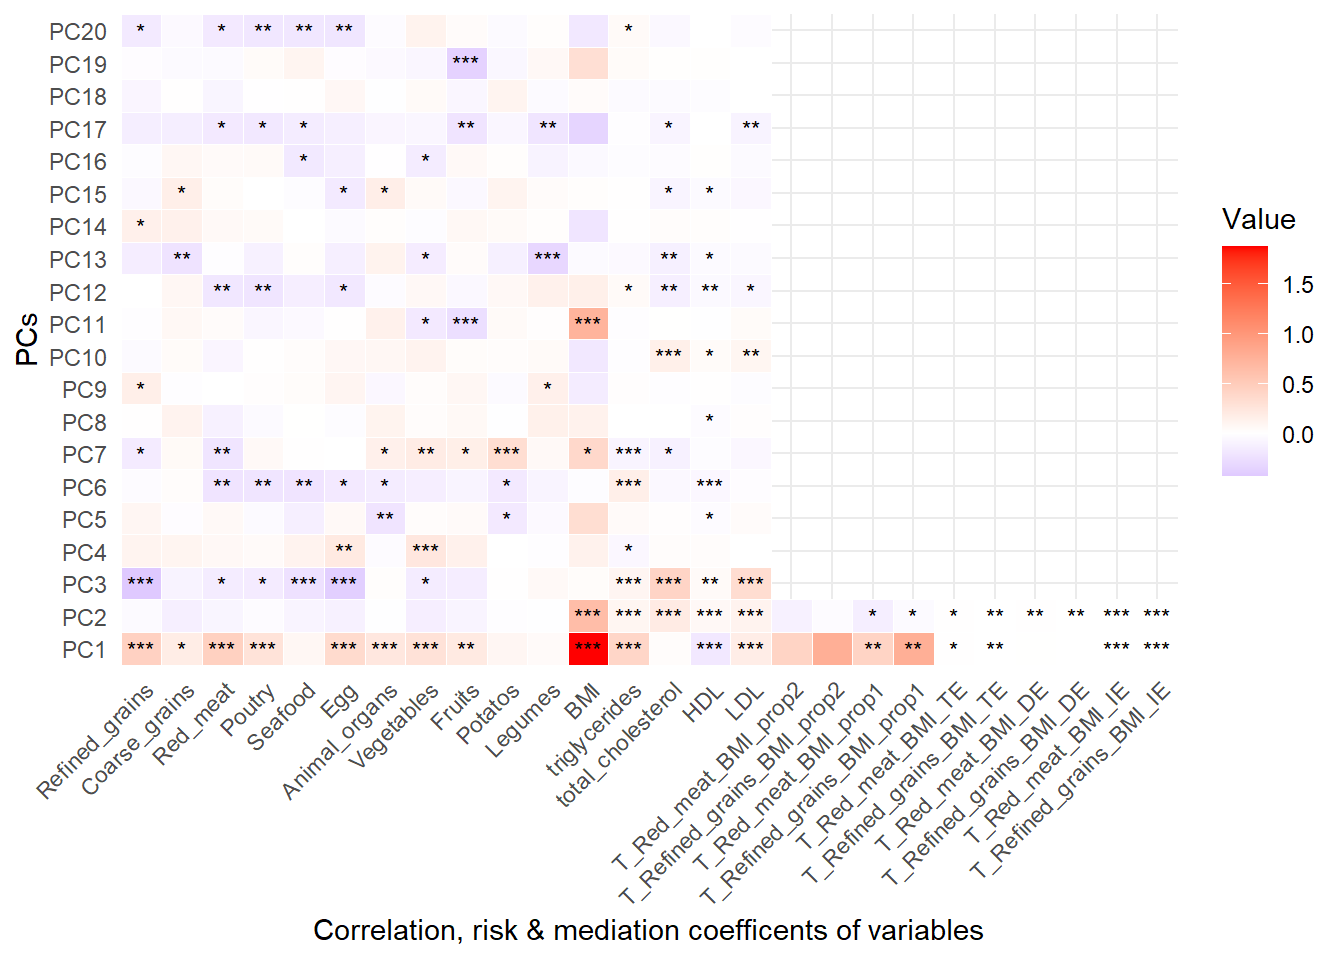 PC20 * * ** ** ** *
PC19 ***
PC18
PC17 * * * ** ** * **
PC16 * *
PC15 * * * * *
PC14 *
PC13 ** * *** ** *
PC12 ** ** * * ** ** *
PC11 * *** ***
PC10 *** * **
PC9 * *
PC8 *
PC7 * ** * ** * *** * *** *
PC6 ** ** ** * * * *** ***
PC5 ** * *
PC4 ** *** *
PC3 *** * * *** *** * *** *** ** ***
PC2 *** *** *** *** *** * * * ** ** ** *** ***
PC1 *** * *** *** *** *** *** ** *** *** *** *** ** ** * ** *** ***
PCs
Refined_grains
Coarse_grains
Red_meat
Poutry
Seafood
Egg
Animal_organs
Vegetables
Fruits
Potatos
Legumes
BMI
triglycerides
total_cholesterol
HDL
LDL
T_Red_meat_BMI_prop2
T_Refined_grains_BMI_prop2
T_Red_meat_BMI_prop1
T_Refined_grains_BMI_prop1
T_Red_meat_BMI_TE
T_Refined_grains_BMI_TE
T_Red_meat_BMI_DE
T_Refined_grains_BMI_DE
T_Red_meat_BMI_IE
T_Refined_grains_BMI_IE
Correlation, risk & mediation coefficents of variables
Value
1.5
1.0
0.5
0.0